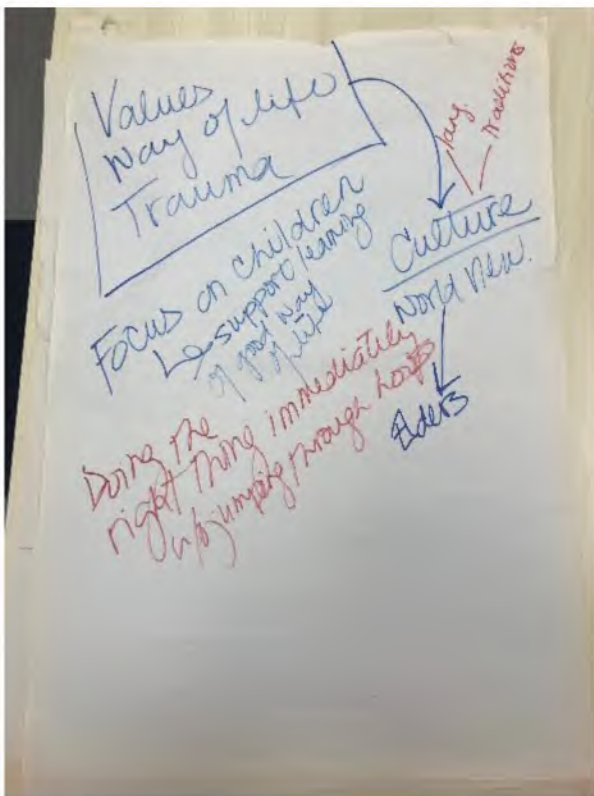 Values
Way of life
Trauma
lang.
Traditions
Culture
World View.
Elders
Focus on Children
↳ support learning
of good way
of life
Doing the
right thing immediately
w/o jumping through hoops